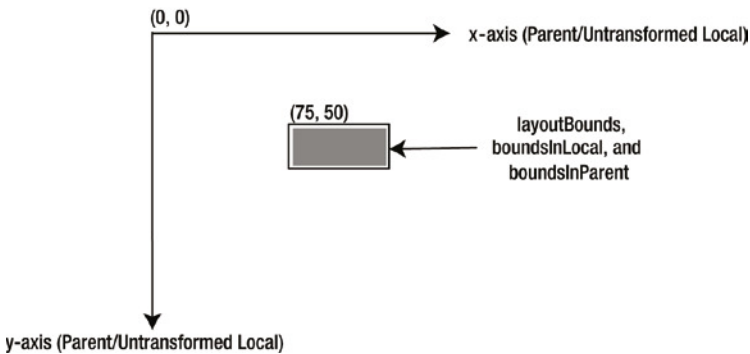 (0, 0)
x-axis (Parent/Untransformed Local)
(75, 50)
layoutBounds,
boundsInLocal, and
boundsInParent
y-axis (Parent/Untransformed Local)